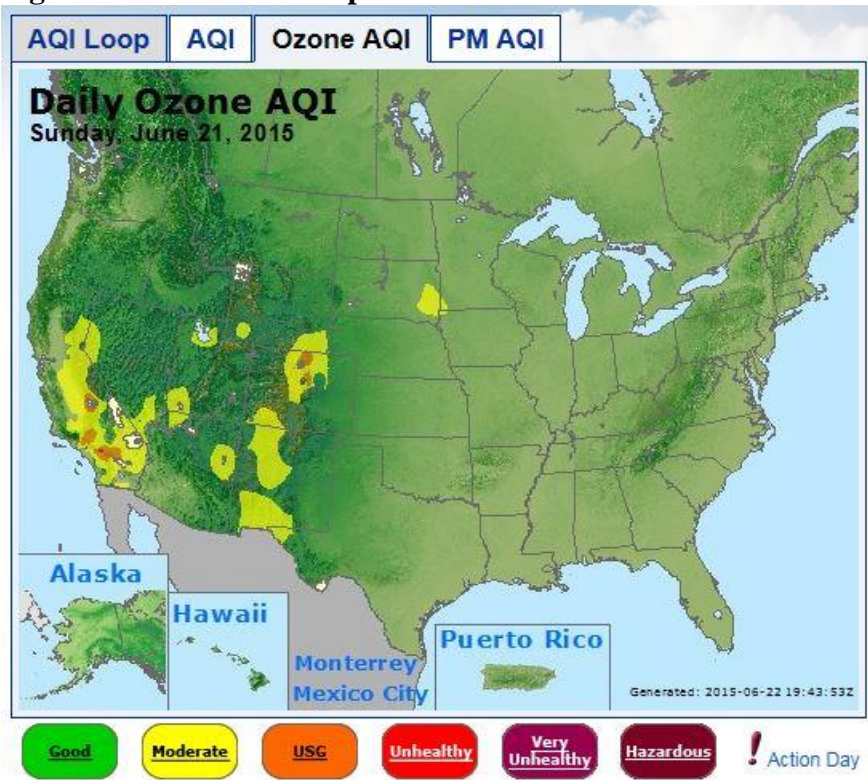 AQI Loop AQI Ozone AQI PM AQI
Daily Ozone AQI
Sunday, June 21, 2015
Alaska
Hawaii
Monterrey
Mexico City
Puerto Rico
Generated: 2015-06-22 19:43:53Z
Good Moderate USG Unhealthy Very Unhealthy Hazardous ! Action Day